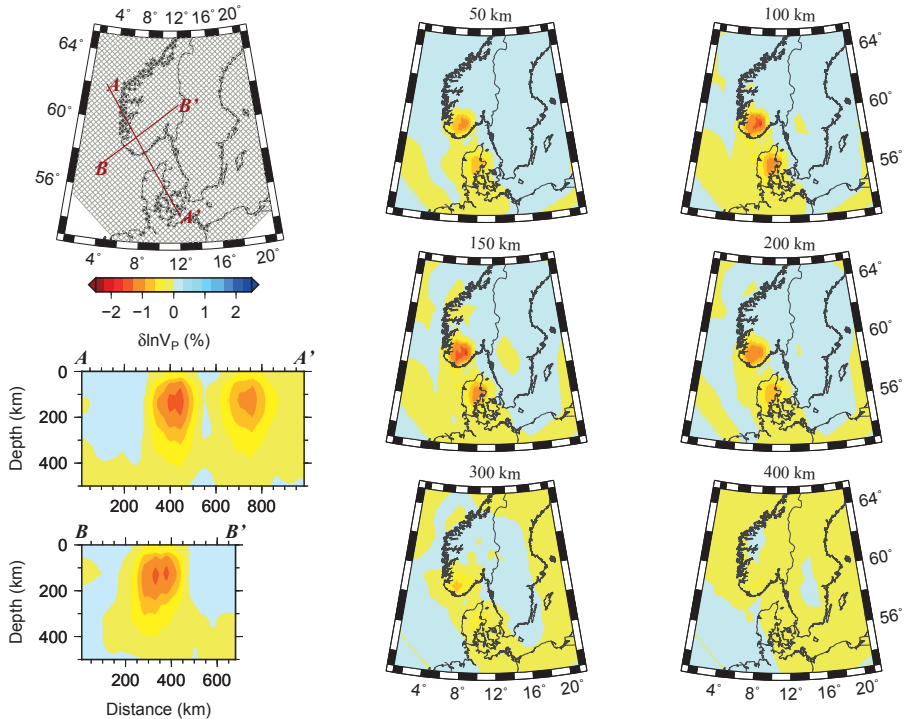 4° 8° 12° 16° 20°
64°
60°
56°
A
B'
B
A'
4° 8° 12° 16° 20°
−2 −1 0 1 2
δlnV_P (%)
A A'
0
200
400
Depth (km)
200 400 600 800
B B'
0
200
400
Depth (km)
0 200 400 600
Distance (km)
50 km
100 km
64°
60°
56°
150 km
200 km
64°
60°
56°
300 km
400 km
64°
60°
56°
4° 8° 12° 16° 20°
4° 8° 12° 16° 20°